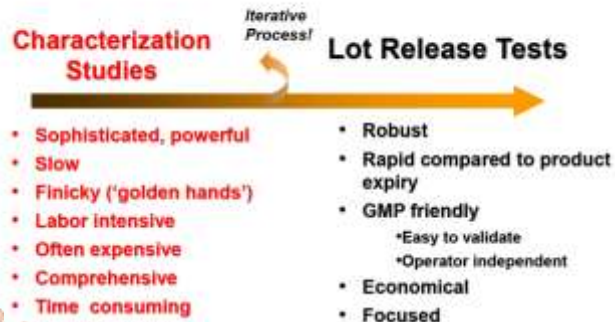 Iterative
Process!
Characterization
Studies
Lot Release Tests
• Sophisticated, powerful
• Slow
• Finicky (‘golden hands’)
• Labor intensive
• Often expensive
• Comprehensive
• Time consuming
• Robust
• Rapid compared to product
expiry
• GMP friendly
•Easy to validate
•Operator independent
• Economical
• Focused